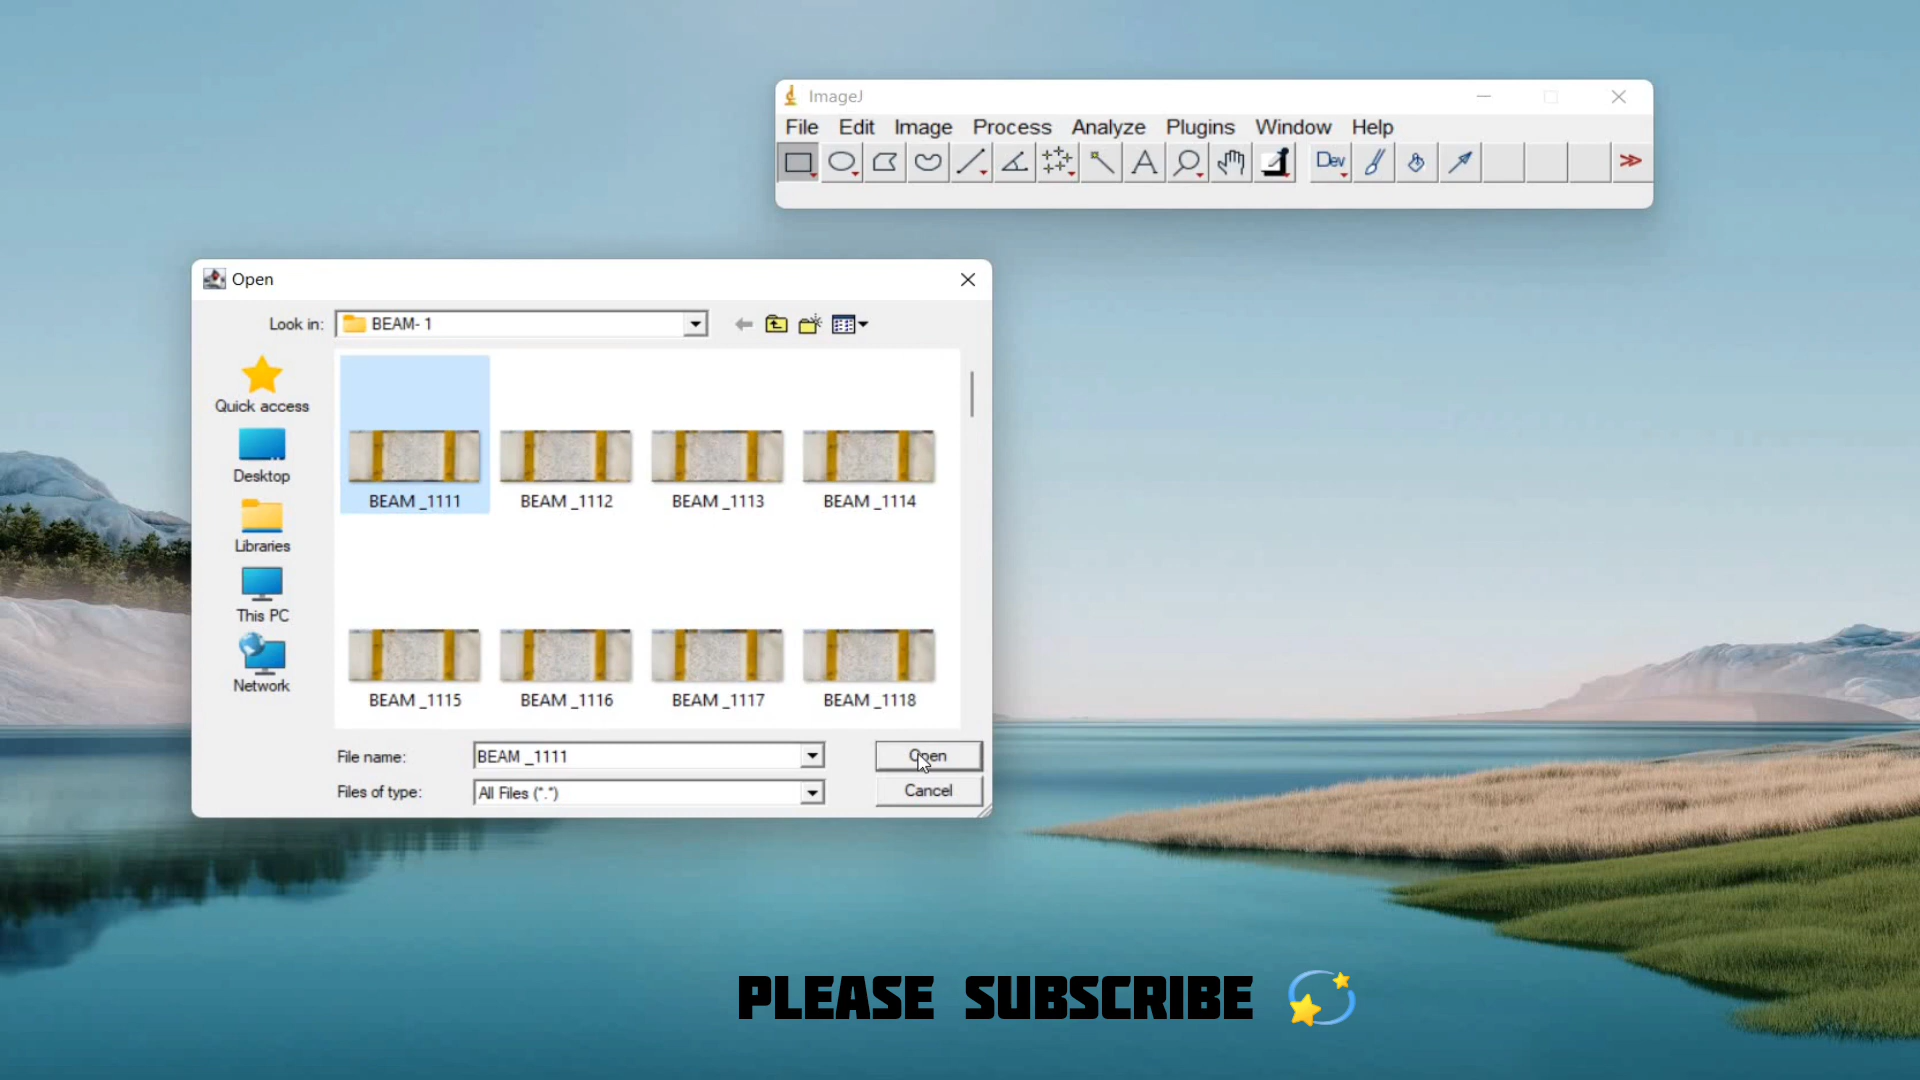 ImageJ
File Edit Image Process Analyze Plugins Window Help
Dev
Open
Look in: BEAM- 1
Quick access
Desktop
Libraries
This PC
Network
BEAM _1111 BEAM _1112 BEAM _1113 BEAM _1114
BEAM _1115 BEAM _1116 BEAM _1117 BEAM _1118
File name: BEAM _1111 Open
Files of type: All Files (*.*) Cancel
PLEASE SUBSCRIBE